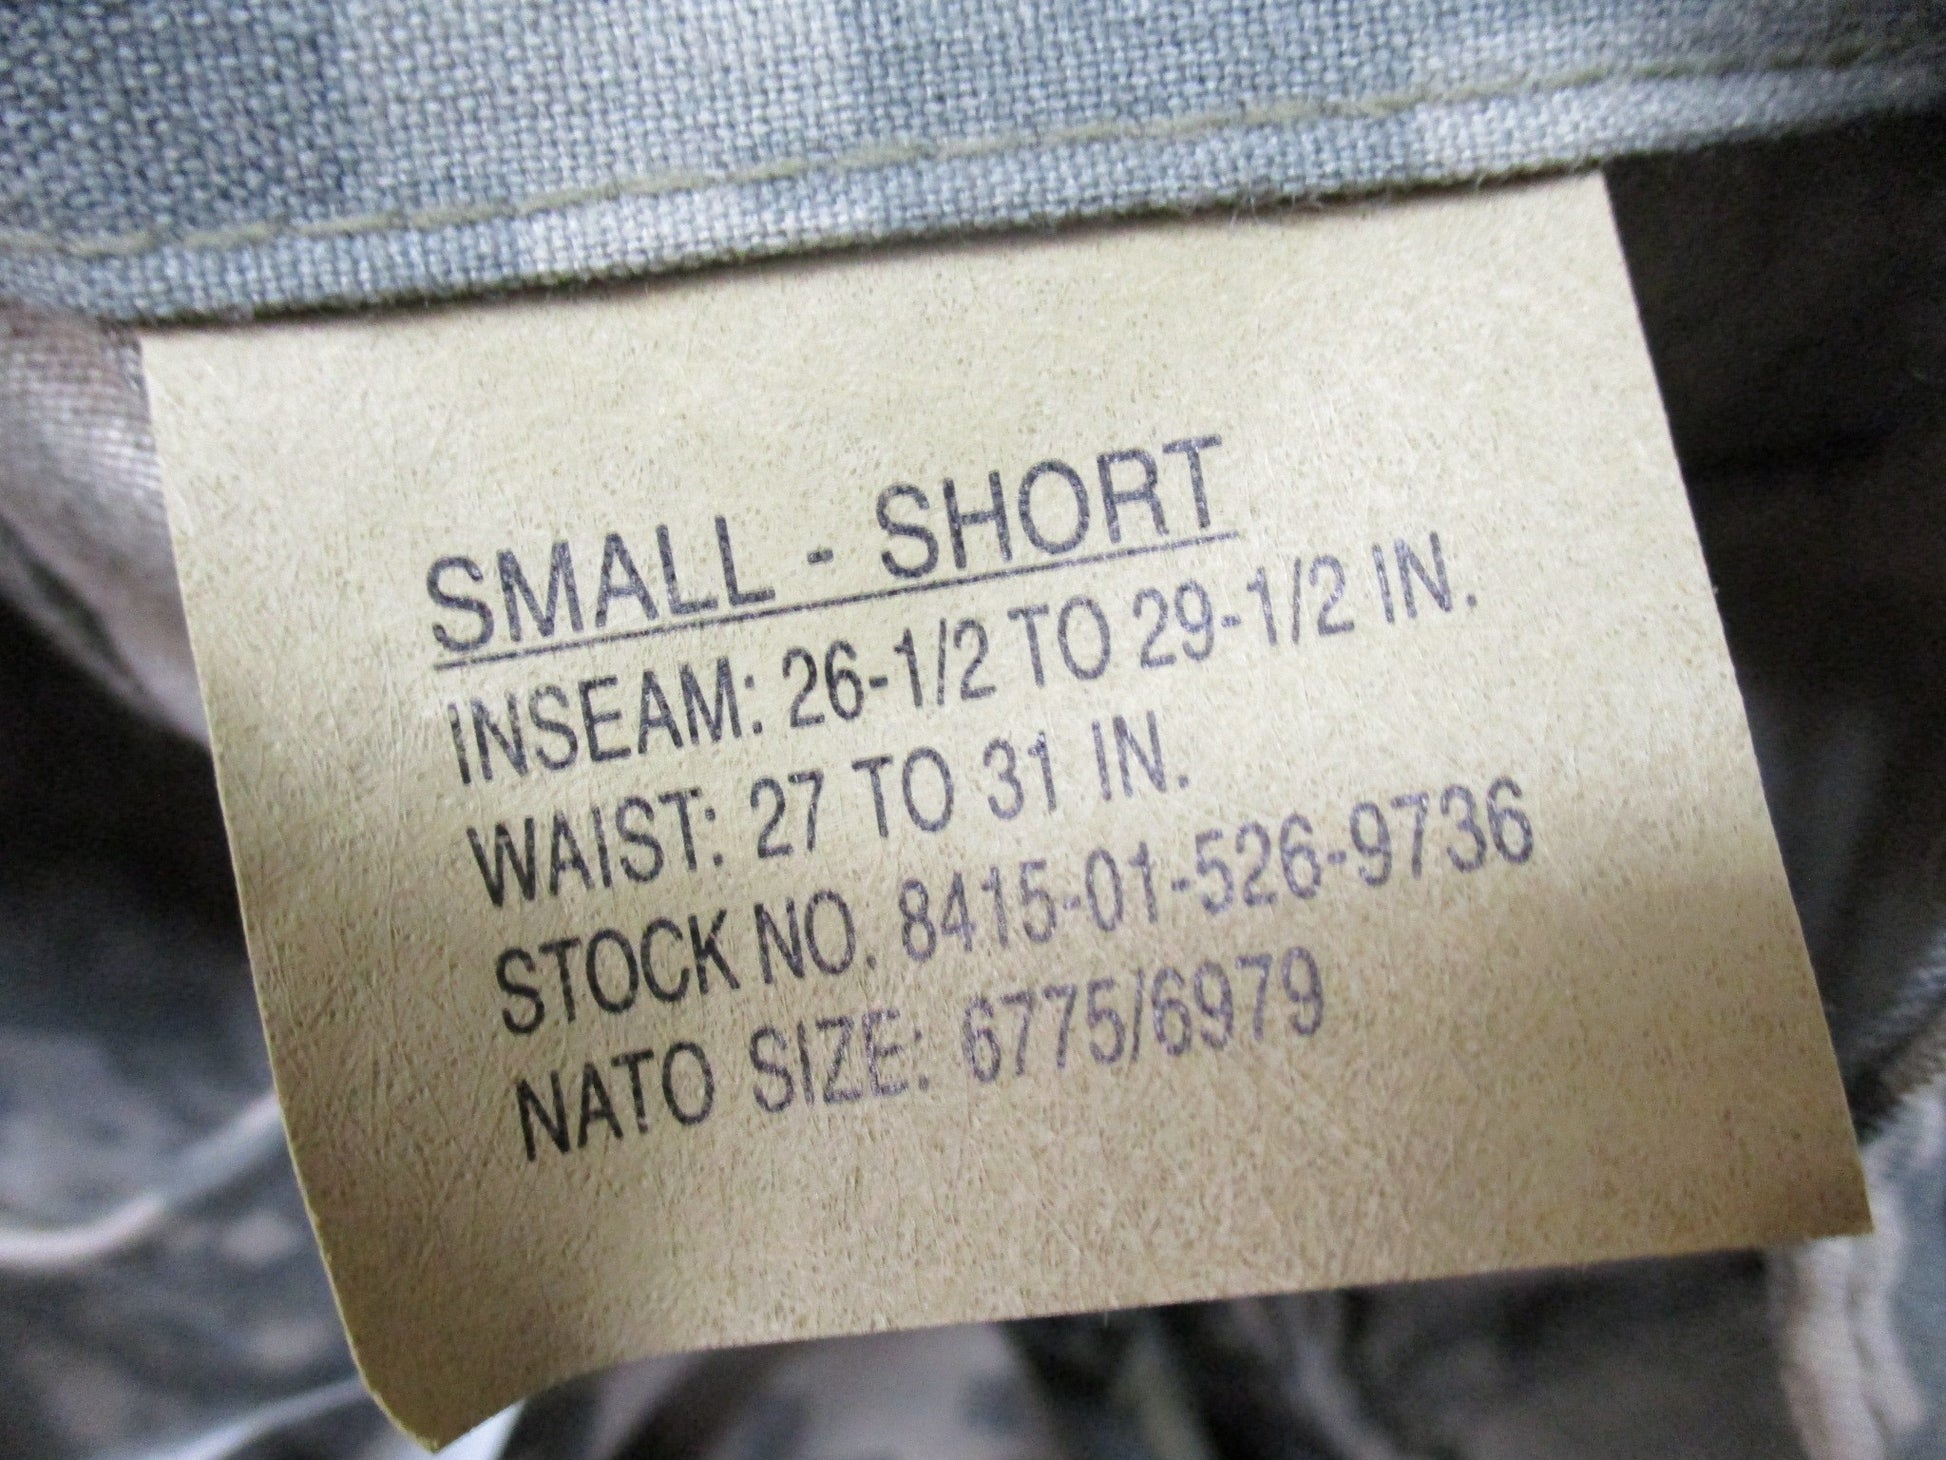 SMALL - SHORT
INSEAM: 26-1/2 TO 29-1/2 IN.
WAIST: 27 TO 31 IN.
STOCK NO. 8415-01-526-9736
NATO SIZE: 6775/6979